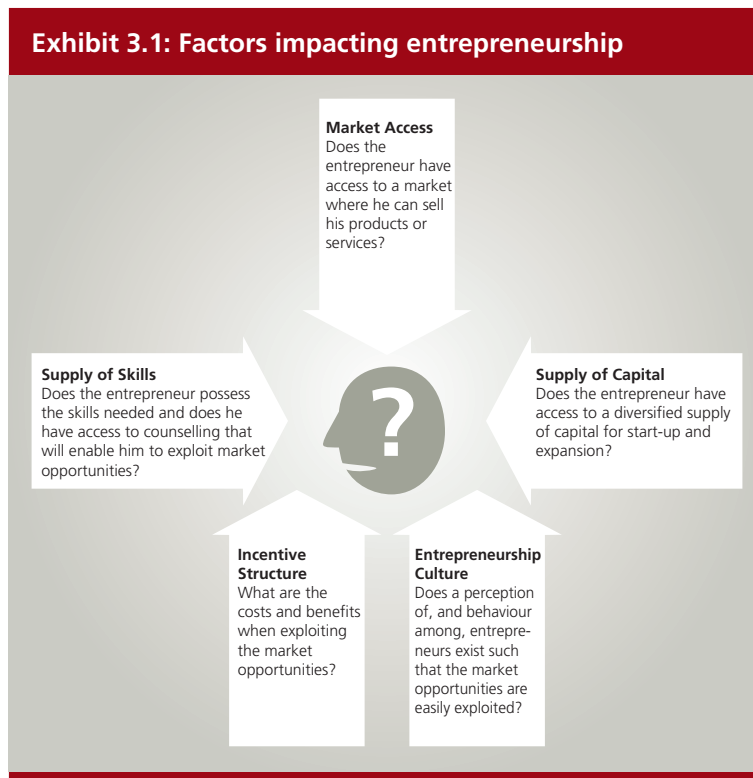 Exhibit 3.1: Factors impacting entrepreneurship
Market Access
Does the
entrepreneur have
access to a market
where he can sell
his products or
services?
Supply of Skills
Does the entrepreneur possess
the skills needed and does he
have access to counselling that
will enable him to exploit market
opportunities?
?
Supply of Capital
Does the entrepreneur have
access to a diversified supply
of capital for start-up and
expansion?
Incentive
Structure
What are the
costs and benefits
when exploiting
the market
opportunities?
Entrepreneurship
Culture
Does a perception
of, and behaviour
among, entrepre-
neurs exist such
that the market
opportunities are
easily exploited?